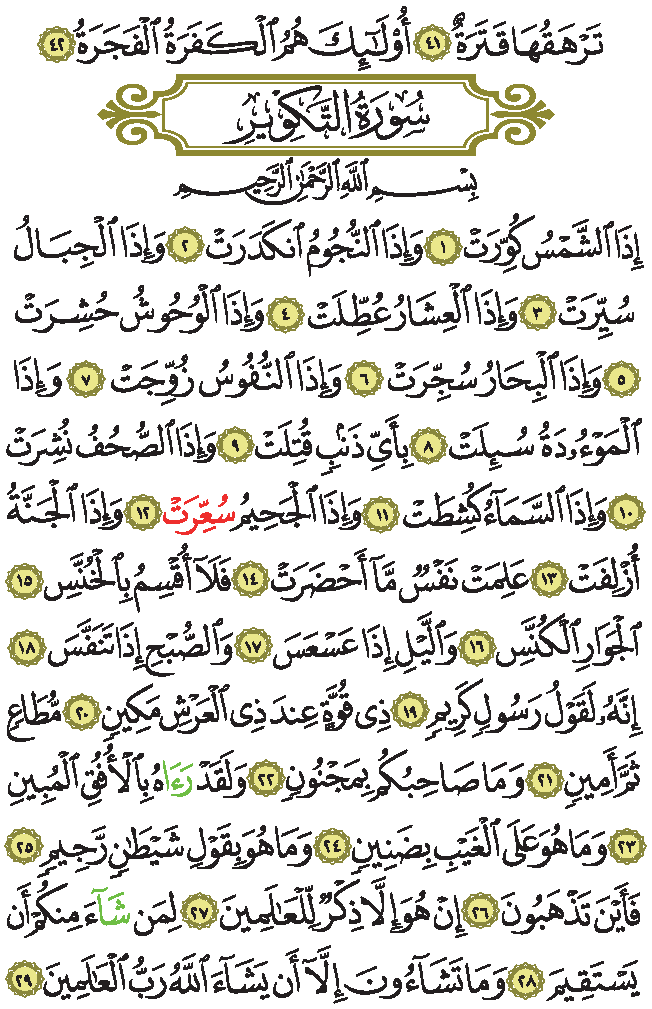 تَرۡهَقُهَا قَتَرَةٌ ٤١ أُوْلَـٰٓئِكَ هُمُ ٱلۡكَفَرَةُ ٱلۡفَجَرَةُ ٤٢
سُورَةُ التَّكۡوِيرِ
بِسۡمِ ٱللَّهِ ٱلرَّحۡمَـٰنِ ٱلرَّحِيمِ
إِذَا ٱلشَّمۡسُ كُوِّرَتۡ ١ وَإِذَا ٱلنُّجُومُ ٱنكَدَرَتۡ ٢ وَإِذَا ٱلۡجِبَالُ
سُيِّرَتۡ ٣ وَإِذَا ٱلۡعِشَارُ عُطِّلَتۡ ٤ وَإِذَا ٱلۡوُحُوشُ حُشِرَتۡ
٥ وَإِذَا ٱلۡبِحَارُ سُجِّرَتۡ ٦ وَإِذَا ٱلنُّفُوسُ زُوِّجَتۡ ٧ وَإِذَا
ٱلۡمَوۡءُۥدَةُ سُئِلَتۡ ٨ بِأَيِّ ذَنۢبٖ قُتِلَتۡ ٩ وَإِذَا ٱلصُّحُفُ نُشِرَتۡ
١٠ وَإِذَا ٱلسَّمَآءُ كُشِطَتۡ ١١ وَإِذَا ٱلۡجَحِيمُ سُعِّرَتۡ ١٢ وَإِذَا ٱلۡجَنَّةُ
أُزۡلِفَتۡ ١٣ عَلِمَتۡ نَفۡسٞ مَّآ أَحۡضَرَتۡ ١٤ فَلَآ أُقۡسِمُ بِٱلۡخُنَّسِ ١٥
ٱلۡجَوَارِ ٱلۡكُنَّسِ ١٦ وَٱلَّيۡلِ إِذَا عَسۡعَسَ ١٧ وَٱلصُّبۡحِ إِذَا تَنَفَّسَ ١٨
إِنَّهُۥ لَقَوۡلُ رَسُولٖ كَرِيمٖ ١٩ ذِي قُوَّةٍ عِندَ ذِي ٱلۡعَرۡشِ مَكِينٖ ٢٠ مُّطَاعٖ
ثَمَّ أَمِينٖ ٢١ وَمَا صَاحِبُكُم بِمَجۡنُونٖ ٢٢ وَلَقَدۡ رَءَاهُ بِٱلۡأُفُقِ ٱلۡمُبِينِ
٢٣ وَمَا هُوَ عَلَى ٱلۡغَيۡبِ بِضَنِينٖ ٢٤ وَمَا هُوَ بِقَوۡلِ شَيۡطَـٰنٖ رَّجِيمٖ ٢٥
فَأَيۡنَ تَذۡهَبُونَ ٢٦ إِنۡ هُوَ إِلَّا ذِكۡرٞ لِّلۡعَـٰلَمِينَ ٢٧ لِمَن شَآءَ مِنكُمۡ أَن
يَسۡتَقِيمَ ٢٨ وَمَا تَشَآءُونَ إِلَّآ أَن يَشَآءَ ٱللَّهُ رَبُّ ٱلۡعَـٰلَمِينَ ٢٩